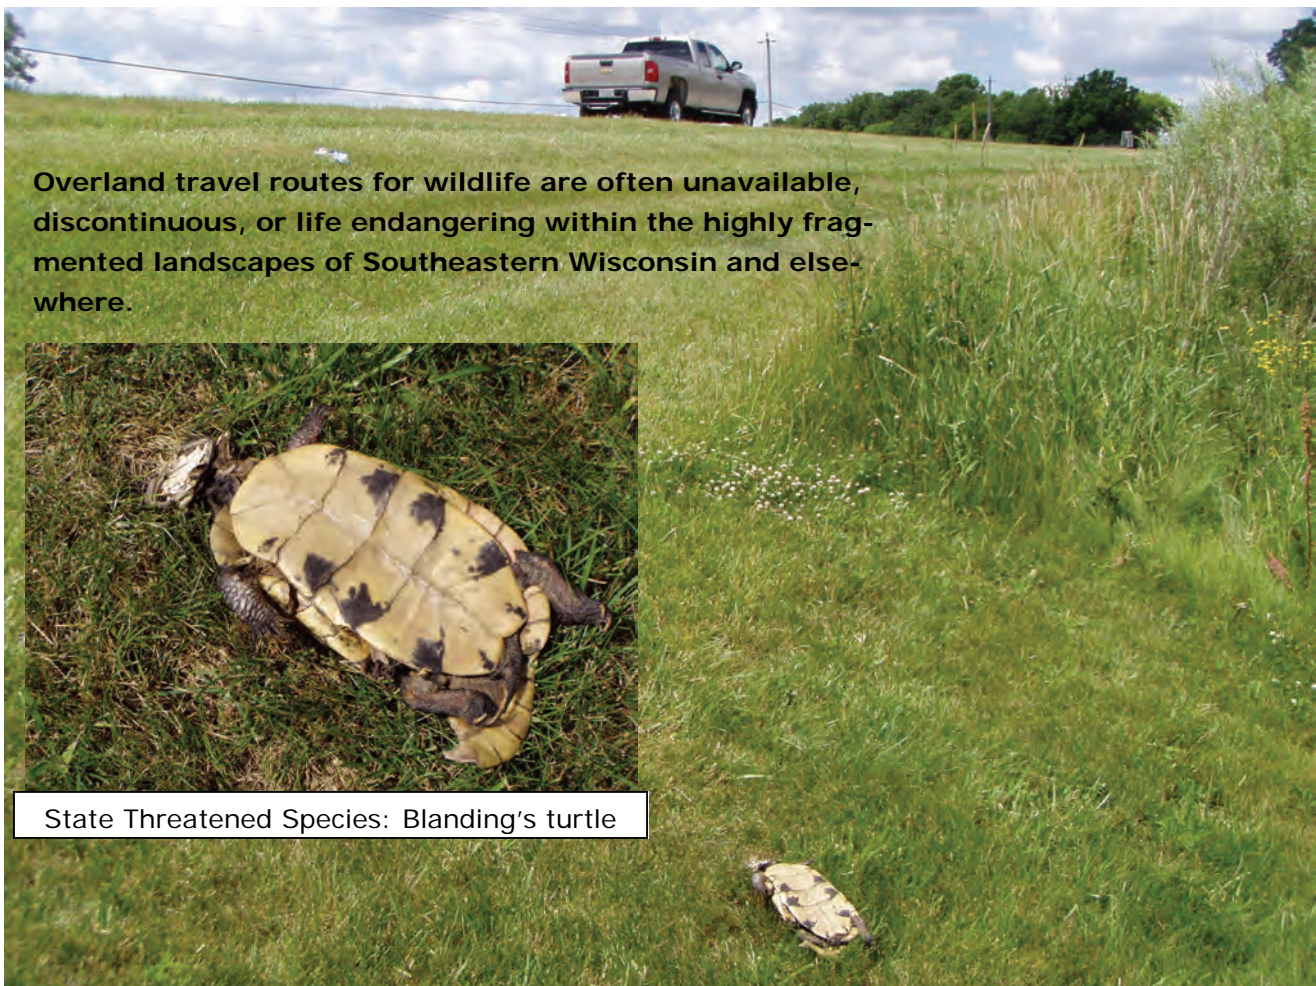 Overland travel routes for wildlife are often unavailable,
discontinuous, or life endangering within the highly frag-
mented landscapes of Southeastern Wisconsin and else-
where.
State Threatened Species: Blanding's turtle